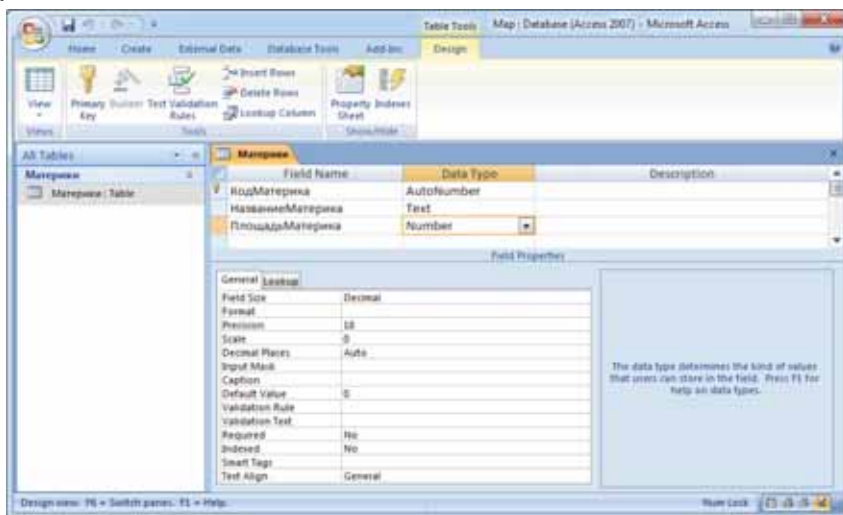 Table Tools
Map : Database (Access 2007) - Microsoft Access
Home Create External Data Database Tools Add-Ins Design
View
Primary Key
Builder
Test Validation Rules
Insert Rows
Delete Rows
Lookup Column
Property Sheet
Indexes
Views
Tools
Show/Hide
All Tables
Материки
Материки : Table
Материки
Field Name Data Type Description
КодМатерика AutoNumber
НазваниеМатерика Text
ПлощадьМатерика Number
Field Properties
General Lookup
Field Size Decimal
Format
Precision 18
Scale 0
Decimal Places Auto
Input Mask
Caption
Default Value 0
Validation Rule
Validation Text
Required No
Indexed No
Smart Tags
Text Align General
The data type determines the kind of values
that users can store in the field. Press F1 for
help on data types.
Design view. F6 = Switch panes. F1 = Help.
Num Lock